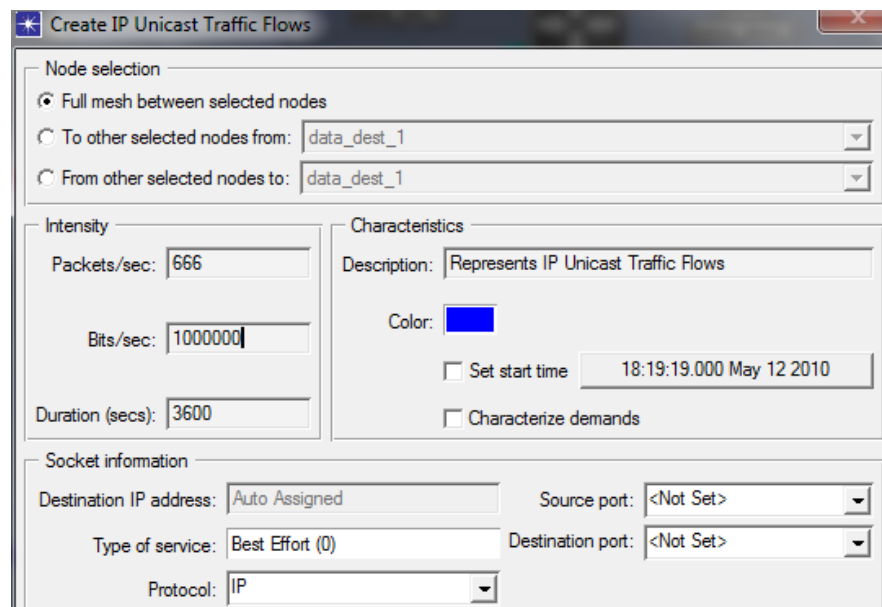 Create IP Unicast Traffic Flows
Node selection
Full mesh between selected nodes
To other selected nodes from: data_dest_1
From other selected nodes to: data_dest_1
Intensity
Packets/sec: 666
Bits/sec: 1000000
Duration (secs): 3600
Characteristics
Description: Represents IP Unicast Traffic Flows
Color:
Set start time 18:19:19.000 May 12 2010
Characterize demands
Socket information
Destination IP address: Auto Assigned
Source port: <Not Set>
Type of service: Best Effort (0)
Destination port: <Not Set>
Protocol: IP